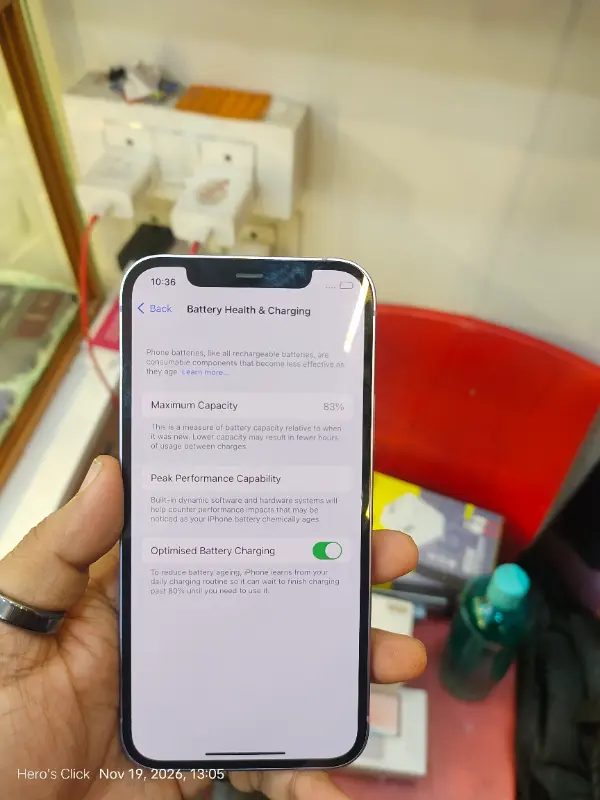 10:36
Back Battery Health & Charging
Phone batteries, like all rechargeable batteries, are
consumable components that become less effective as
they age. Learn more...
Maximum Capacity 83%
This is a measure of battery capacity relative to when
it was new. Lower capacity may result in fewer hours
of usage between charges.
Peak Performance Capability
Built-in dynamic software and hardware systems will
help counter performance impacts that may be
noticed as your iPhone battery chemically ages.
Optimised Battery Charging
To reduce battery ageing, iPhone learns from your
daily charging routine so it can wait to finish charging
past 80% until you need to use it.
Hero's Click Nov 19, 2026, 13:05